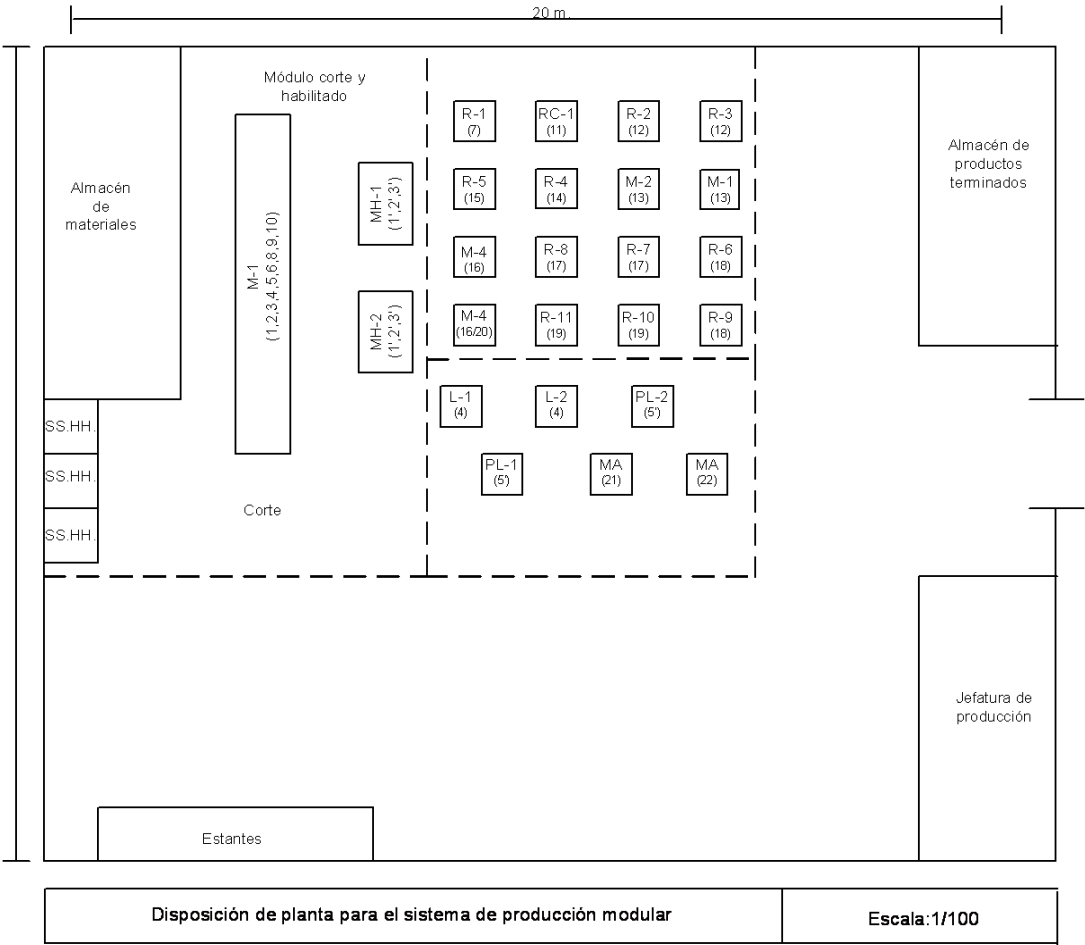 20 m.
Módulo corte y
habilitado
Almacén
de
materiales
M-1
(1,2,3,4,5,6,8,9,10)
MH-1
(1',2',3')
MH-2
(1',2',3')
R-1
(7)
RC-1
(11)
R-2
(12)
R-3
(12)
R-5
(15)
R-4
(14)
M-2
(13)
M-1
(13)
M-4
(16)
R-8
(17)
R-7
(17)
R-6
(18)
M-4
(16/20)
R-11
(19)
R-10
(19)
R-9
(18)
L-1
(4)
L-2
(4)
PL-2
(5')
PL-1
(5')
MA
(21)
MA
(22)
Almacén de
productos
terminados
SS.HH.
SS.HH.
SS.HH.
Corte
Jefatura de
producción
Estantes
Disposición de planta para el sistema de producción modular
Escala:1/100